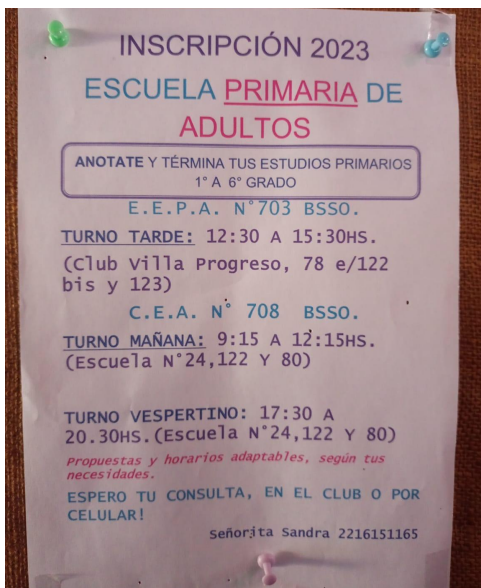 INSCRIPCIÓN 2023
ESCUELA PRIMARIA DE
ADULTOS
ANOTATE Y TÉRMINA TUS ESTUDIOS PRIMARIOS
1° A 6° GRADO
E.E.P.A. N°703 BSSO.
TURNO TARDE: 12:30 A 15:30HS.
(Club Villa Progreso, 78 e/122
bis y 123)
C.E.A. N° 708 BSSO.
TURNO MAÑANA: 9:15 A 12:15HS.
(Escuela N°24,122 Y 80)
TURNO VESPERTINO: 17:30 A
20.30HS.(Escuela N°24,122 Y 80)
Propuestas y horarios adaptables, según tus
necesidades.
ESPERO TU CONSULTA, EN EL CLUB O POR
CELULAR!
Señorita Sandra 2216151165